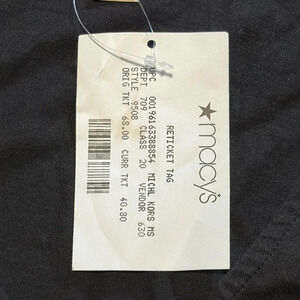 ★macy's
RETICKET TAG
UPC 00196163388854 MICHL KORS MS
DEPT 709 CLASS 20 VENDOR 630
STYLE 9508
ORIG TKT 68.00 CURR TKT 40.80